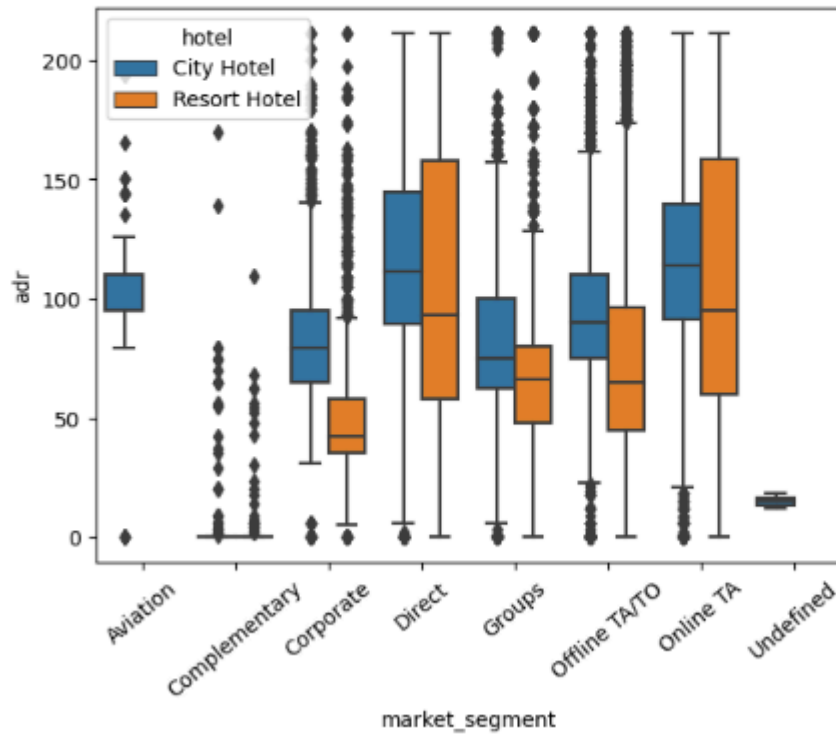 hotel
City Hotel
Resort Hotel
adr
200
150
100
50
0
Aviation
Complementary
Corporate
Direct
Groups
Offline TA/TO
Online TA
Undefined
market_segment